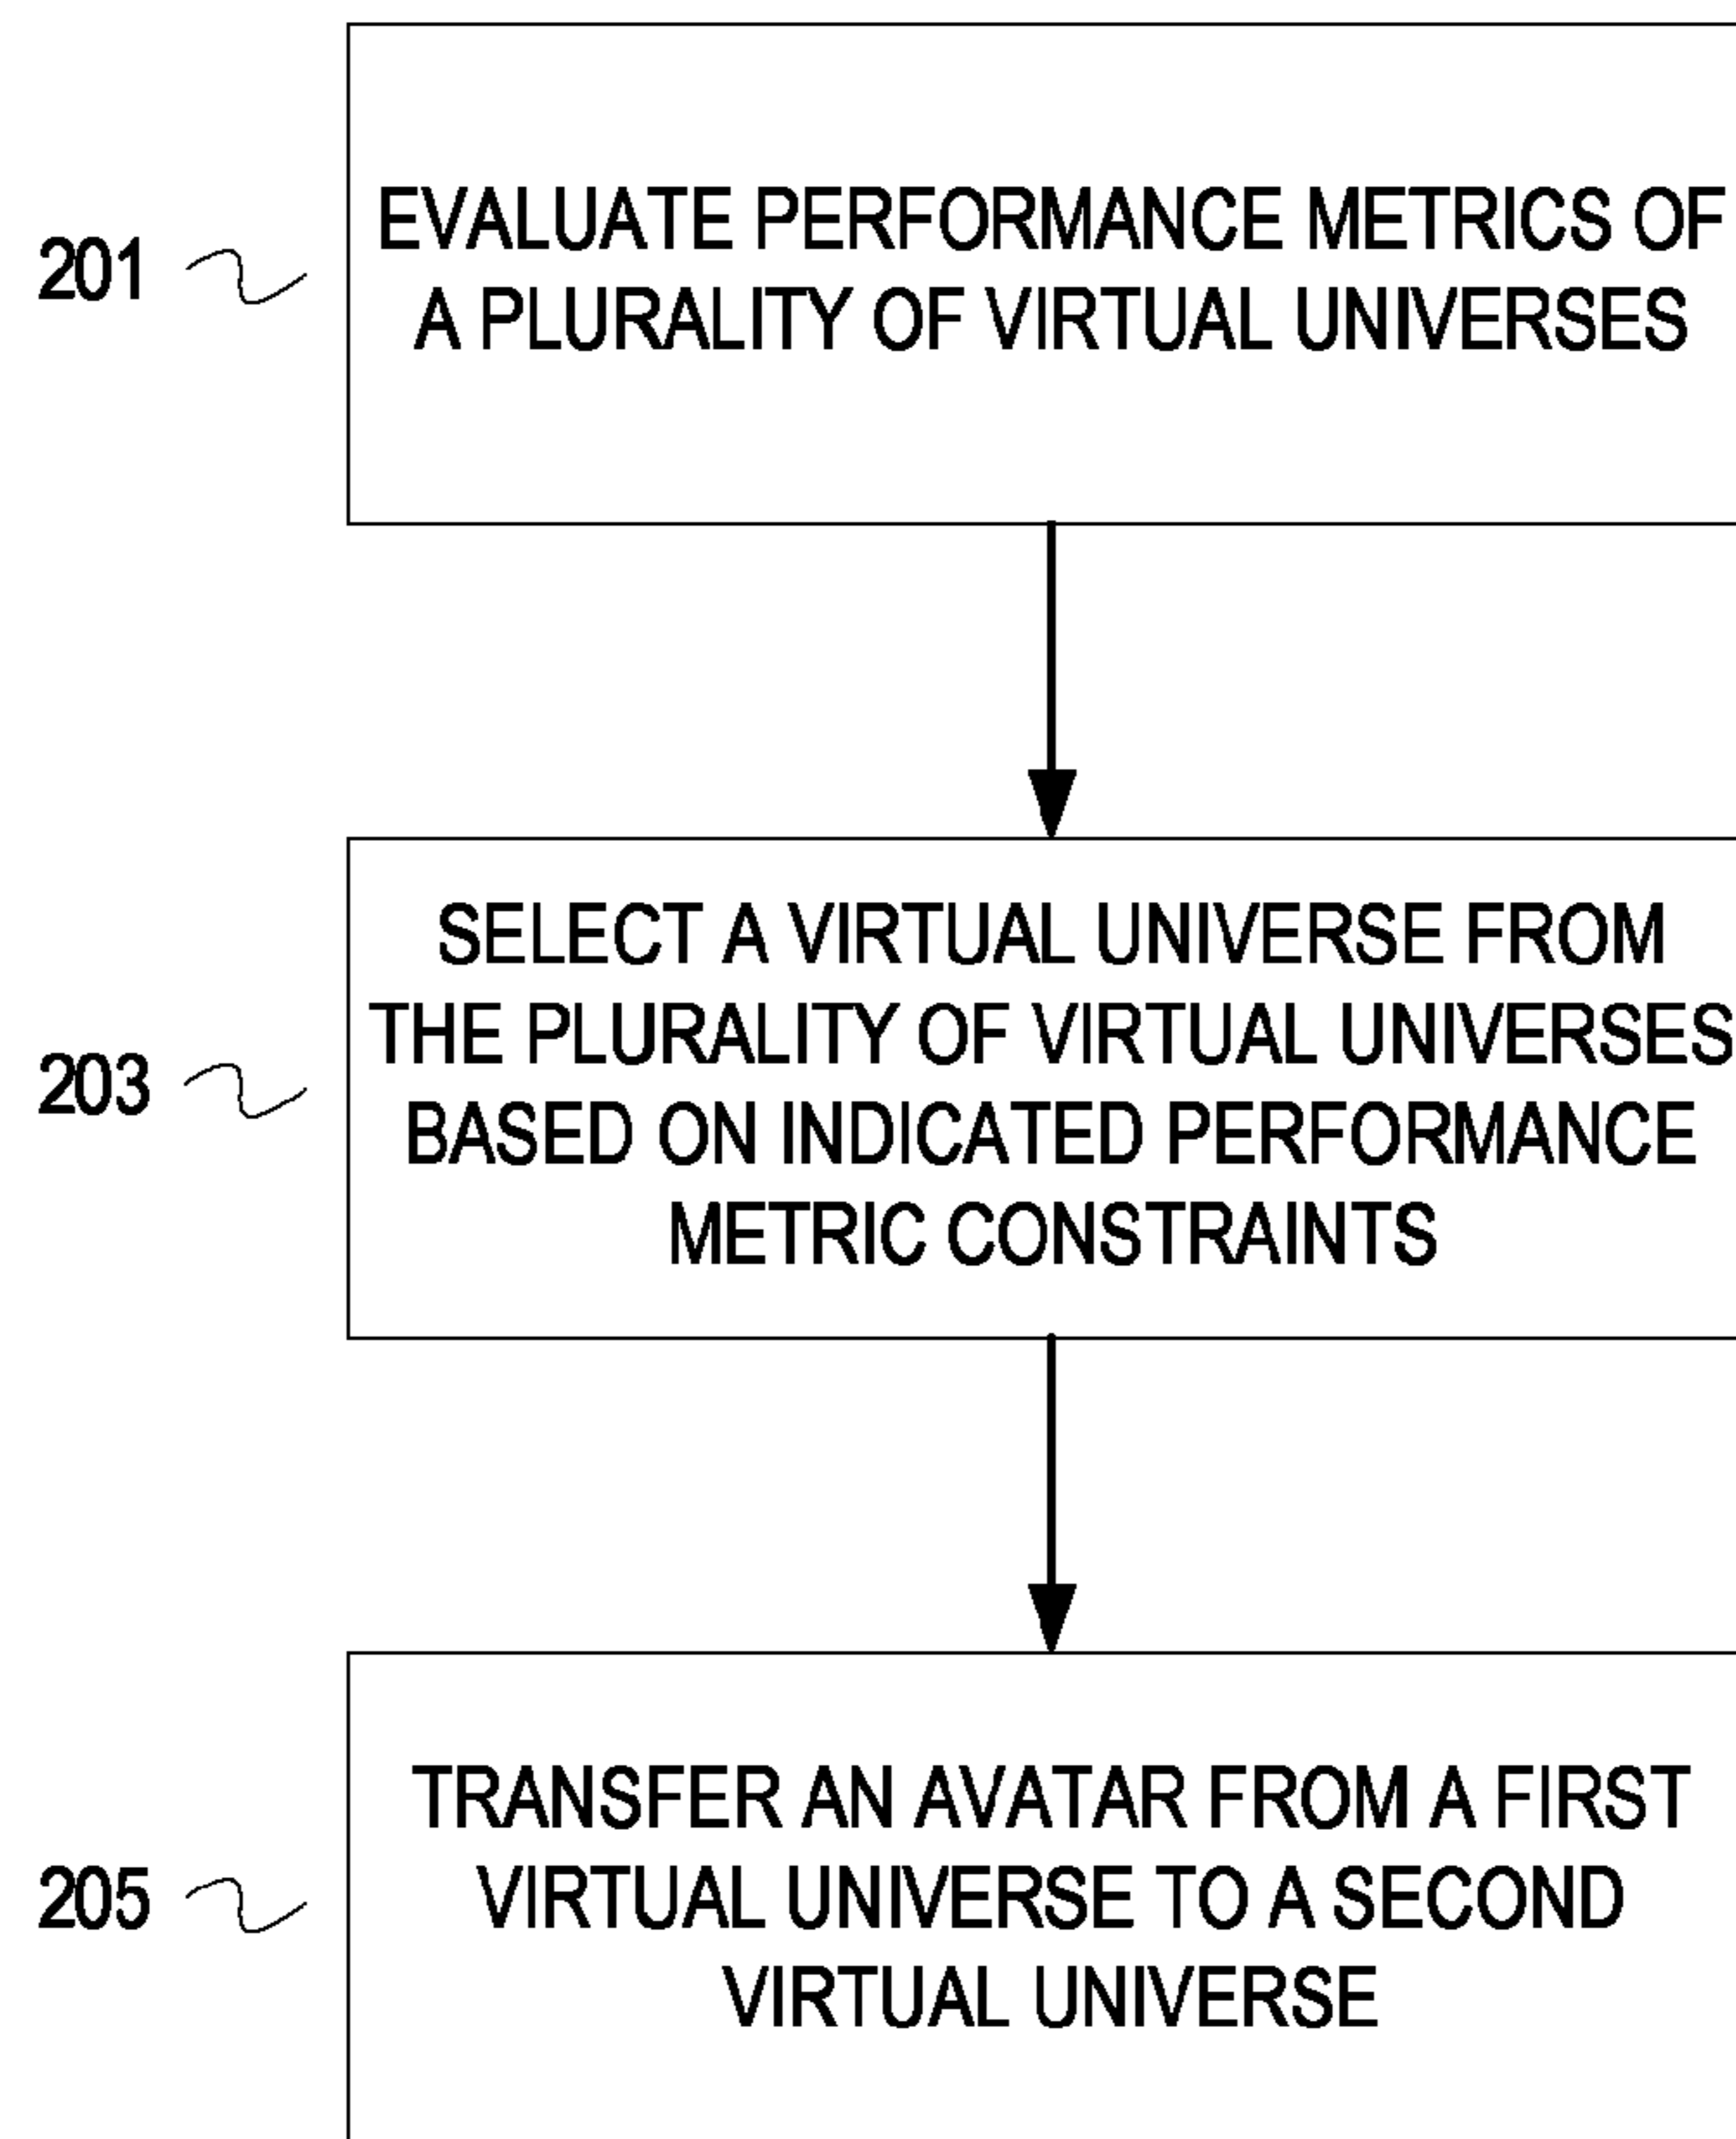 201
EVALUATE PERFORMANCE METRICS OF
A PLURALITY OF VIRTUAL UNIVERSES
203
SELECT A VIRTUAL UNIVERSE FROM
THE PLURALITY OF VIRTUAL UNIVERSES
BASED ON INDICATED PERFORMANCE
METRIC CONSTRAINTS
205
TRANSFER AN AVATAR FROM A FIRST
VIRTUAL UNIVERSE TO A SECOND
VIRTUAL UNIVERSE